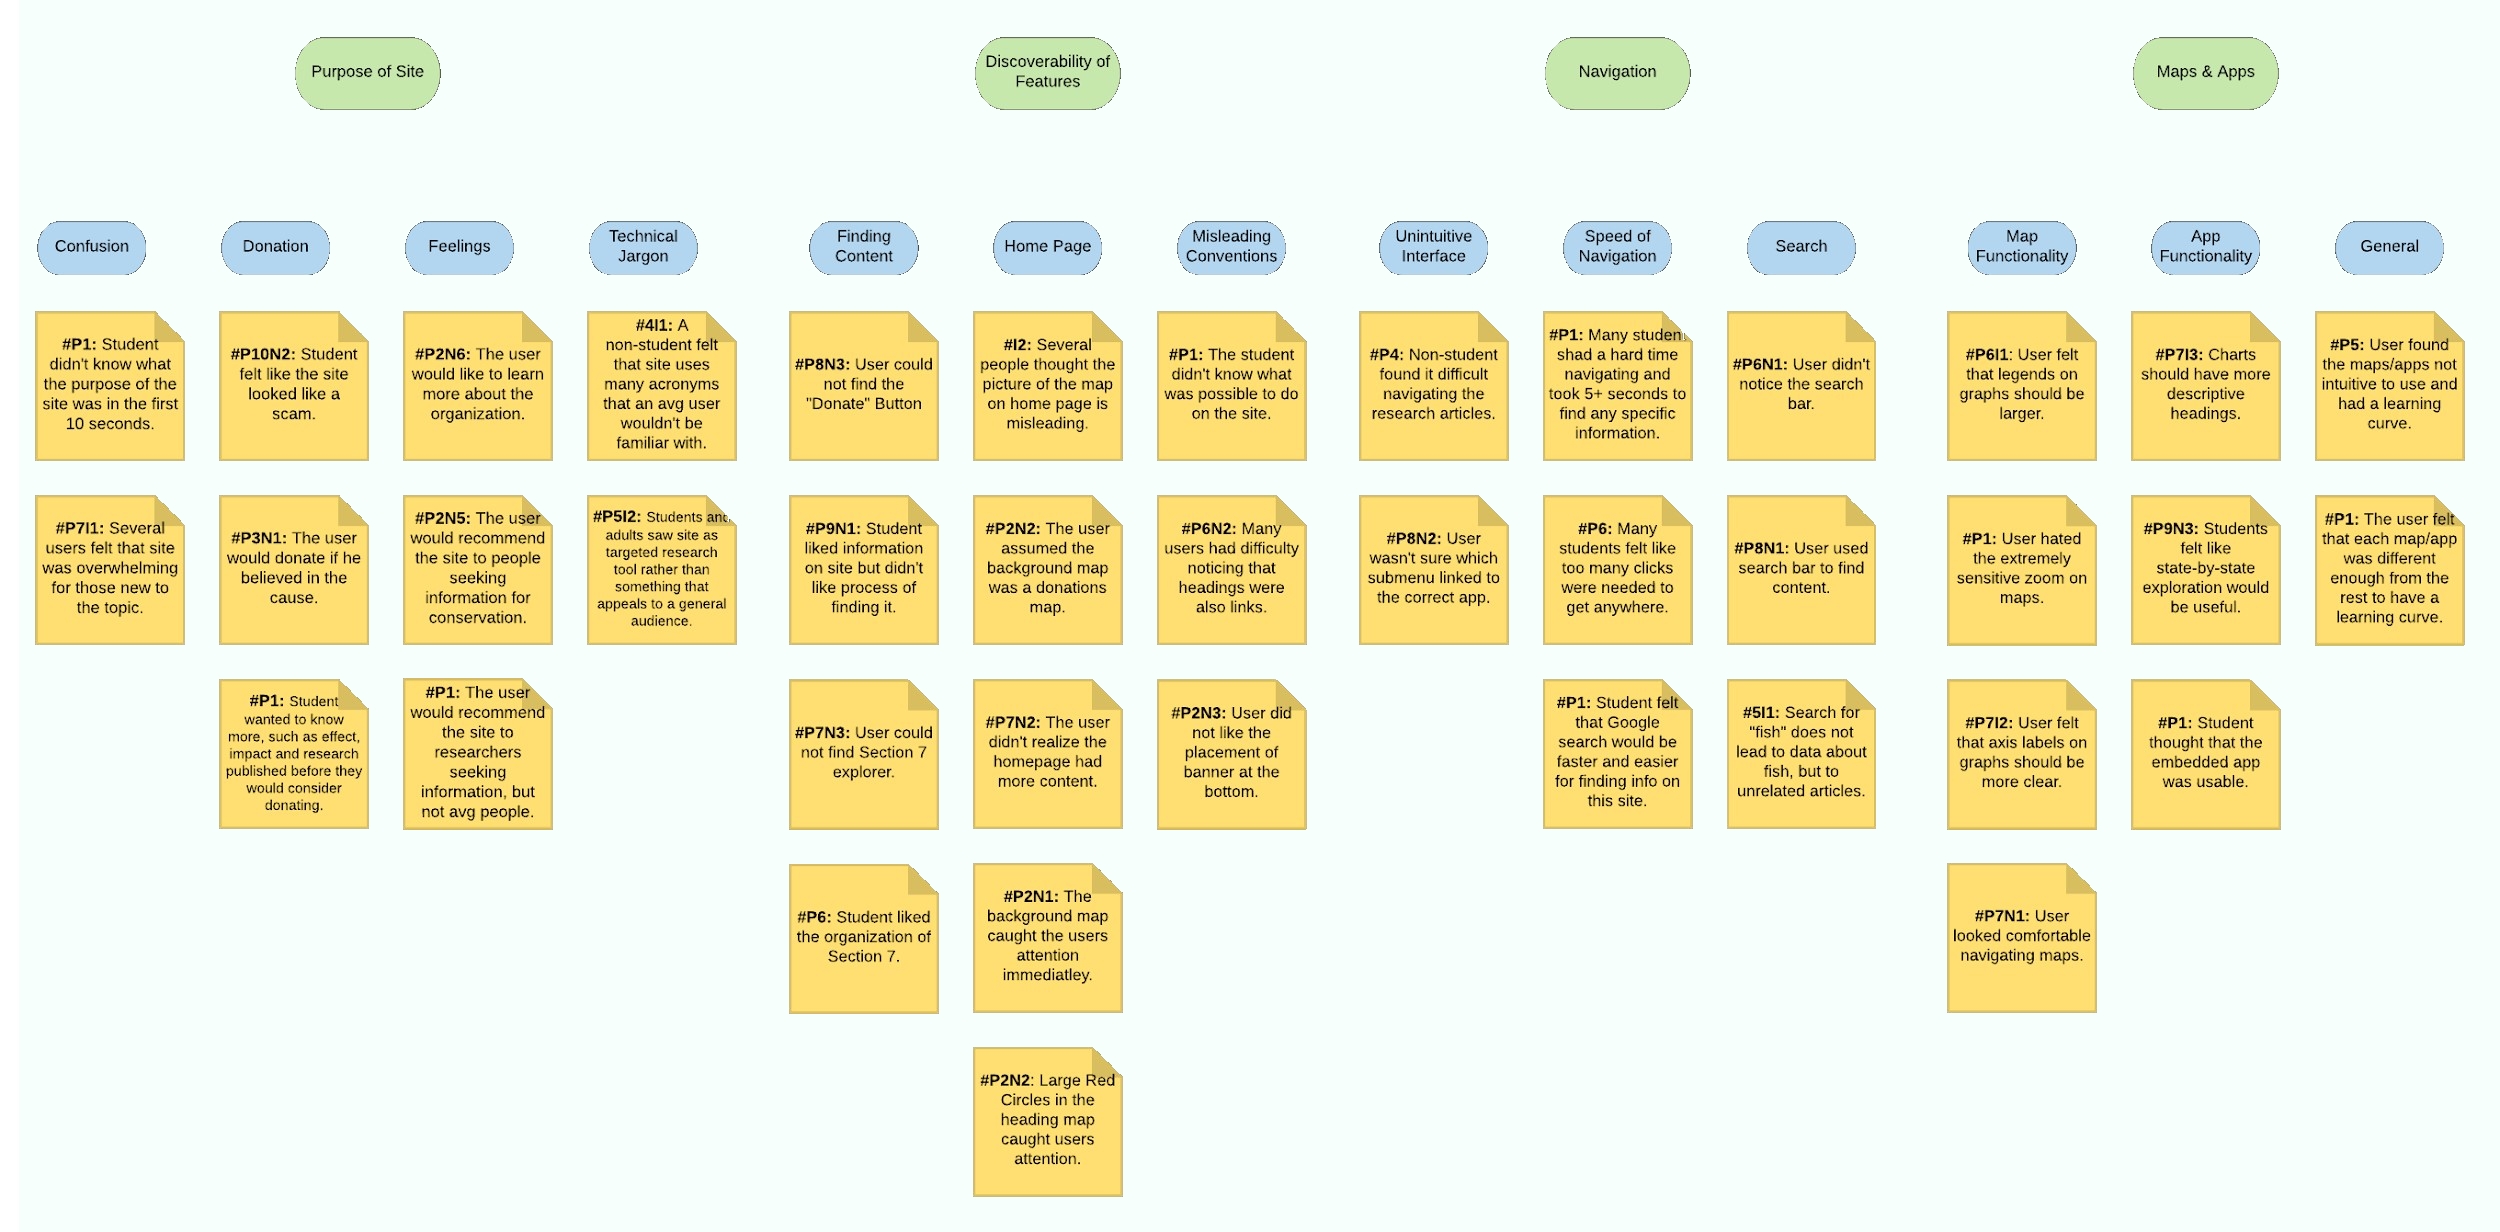 Purpose of Site
Discoverability of
Features
Navigation
Maps & Apps
Confusion
Donation
Feelings
Technical
Jargon
Finding
Content
Home Page
Misleading
Conventions
Unintuitive
Interface
Speed of
Navigation
Search
Map
Functionality
App
Functionality
General
#P1: Student
didn't know what
the purpose of the
site was in the first
10 seconds.
#P10N2: Student
felt like the site
looked like a
scam.
#P2N6: The user
would like to learn
more about the
organization.
#4I1: A
non-student felt
that site uses
many acronyms
that an avg user
wouldn't be
familiar with.
#P8N3: User could
not find the
"Donate" Button
#I2: Several
people thought the
picture of the map
on home page is
misleading.
#P1: The student
didn't know what
was possible to do
on the site.
#P4: Non-student
found it difficult
navigating the
research articles.
#P1: Many studen
shad a hard time
navigating and
took 5+ seconds to
find any specific
information.
#P6N1: User didn't
notice the search
bar.
#P6I1: User felt
that legends on
graphs should be
larger.
#P7I3: Charts
should have more
descriptive
headings.
#P5: User found
the maps/apps not
intuitive to use and
had a learning
curve.
#P7I1: Several
users felt that site
was overwhelming
for those new to
the topic.
#P3N1: The user
would donate if he
believed in the
cause.
#P2N5: The user
would recommend
the site to people
seeking
information for
conservation.
#P5I2: Students and
adults saw site as
targeted research
tool rather than
something that
appeals to a general
audience.
#P9N1: Student
liked information
on site but didn't
like process of
finding it.
#P2N2: The user
assumed the
background map
was a donations
map.
#P6N2: Many
users had difficulty
noticing that
headings were
also links.
#P8N2: User
wasn't sure which
submenu linked to
the correct app.
#P6: Many
students felt like
too many clicks
were needed to
get anywhere.
#P8N1: User used
search bar to find
content.
#P1: User hated
the extremely
sensitive zoom on
maps.
#P9N3: Students
felt like
state-by-state
exploration would
be useful.
#P1: The user felt
that each map/app
was different
enough from the
rest to have a
learning curve.
#P1: Student
wanted to know
more, such as effect,
impact and research
published before they
would consider
donating.
#P1: The user
would recommend
the site to
researchers
seeking
information, but
not avg people.
#P7N3: User could
not find Section 7
explorer.
#P7N2: The user
didn't realize the
homepage had
more content.
#P2N3: User did
not like the
placement of
banner at the
bottom.
#P1: Student felt
that Google
search would be
faster and easier
for finding info on
this site.
#5I1: Search for
"fish" does not
lead to data about
fish, but to
unrelated articles.
#P7I2: User felt
that axis labels on
graphs should be
more clear.
#P1: Student
thought that the
embedded app
was usable.
#P6: Student liked
the organization of
Section 7.
#P2N1: The
background map
caught the users
attention
immediatley.
#P7N1: User
looked comfortable
navigating maps.
#P2N2: Large Red
Circles in the
heading map
caught users
attention.